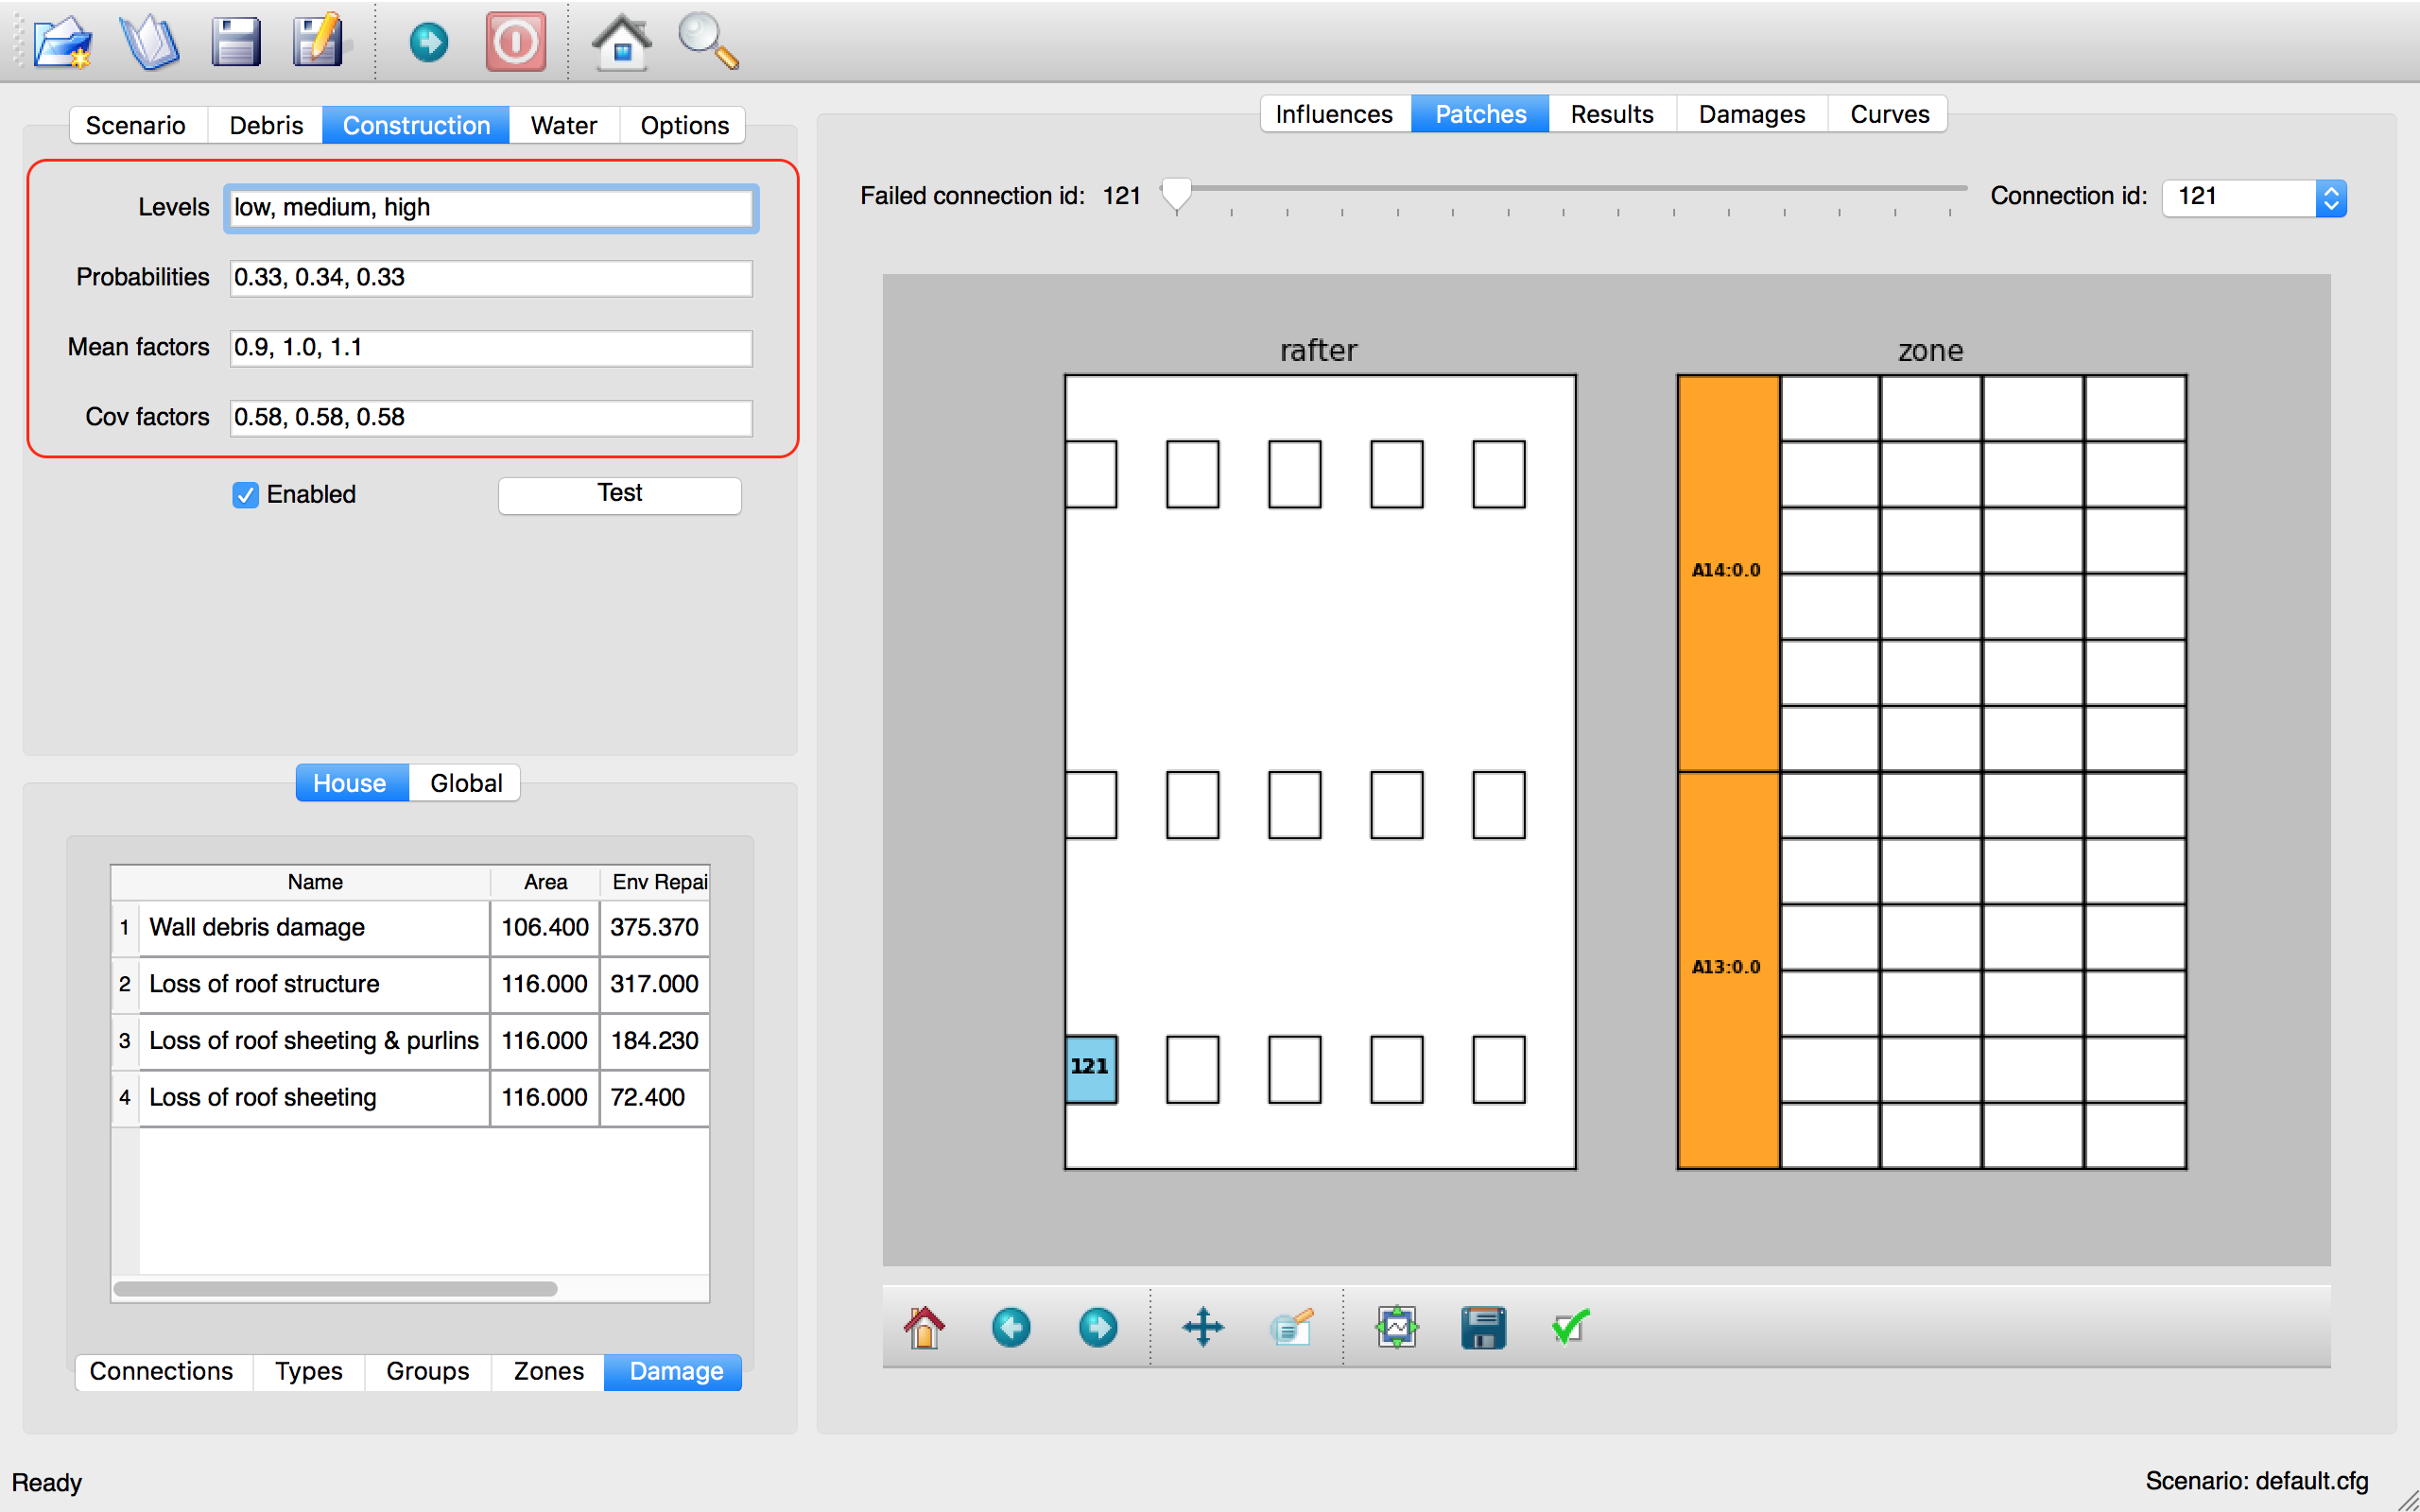 Scenario Debris Construction Water Options
Levels low, medium, high
Probabilities 0.33, 0.34, 0.33
Mean factors 0.9, 1.0, 1.1
Cov factors 0.58, 0.58, 0.58
Enabled Test
House Global
Name Area Env Repai
1 Wall debris damage 106.400 375.370
2 Loss of roof structure 116.000 317.000
3 Loss of roof sheeting & purlins 116.000 184.230
4 Loss of roof sheeting 116.000 72.400
Connections Types Groups Zones Damage
Influences Patches Results Damages Curves
Failed connection id: 121 Connection id: 121
rafter zone
A14:0.0
A13:0.0
121
Ready Scenario: default.cfg